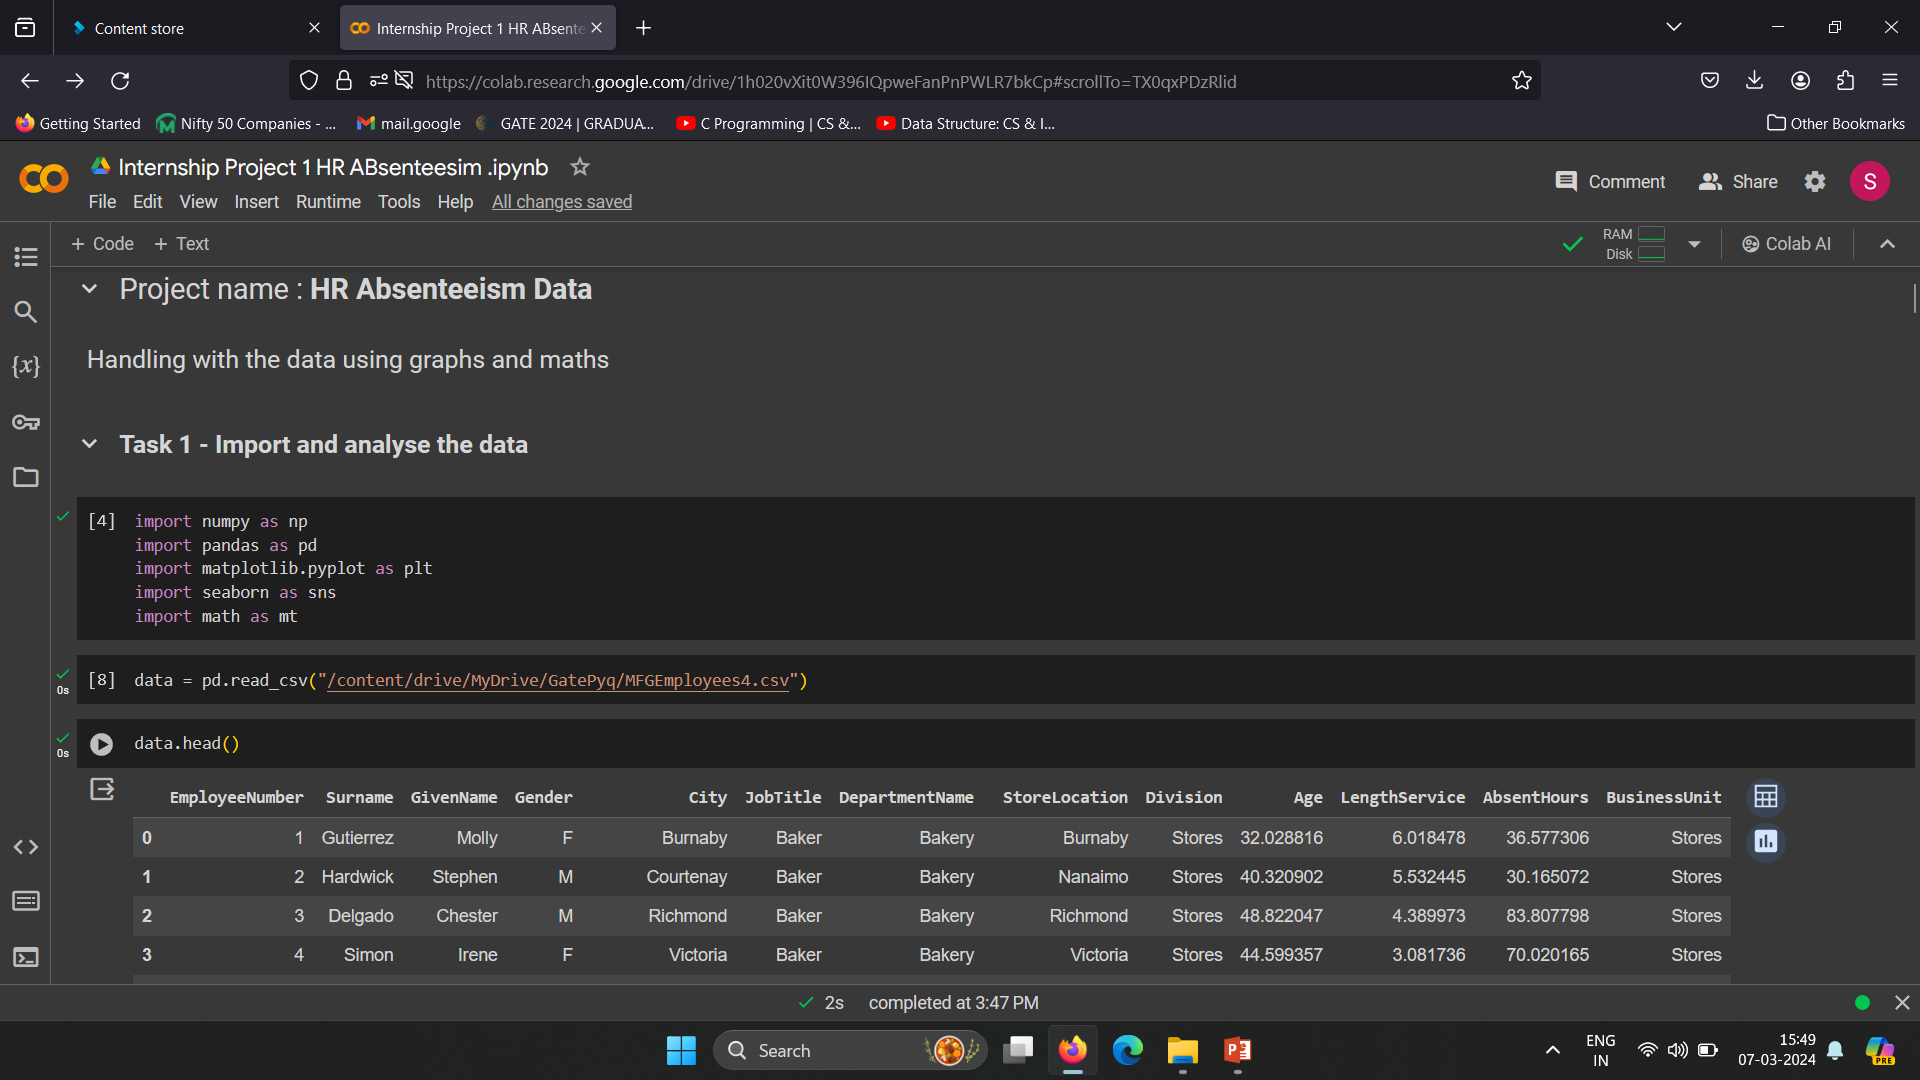 Content store
Internship Project 1 HR ABsente
https://colab.research.google.com/drive/1h020vXit0W396IQpweFanPnPWLR7bkCp#scrollTo=TX0qxPDzRlid
Getting Started
Nifty 50 Companies - ...
mail.google
GATE 2024 | GRADUA...
C Programming | CS &...
Data Structure: CS & I...
Other Bookmarks
Internship Project 1 HR ABsenteesim .ipynb
Comment
Share
S
File Edit View Insert Runtime Tools Help All changes saved
+ Code + Text
RAM
Disk
Colab AI
Project name : HR Absenteeism Data
Handling with the data using graphs and maths
Task 1 - Import and analyse the data
[4] import numpy as np
import pandas as pd
import matplotlib.pyplot as plt
import seaborn as sns
import math as mt
0s
[8] data = pd.read_csv("/content/drive/MyDrive/GatePyq/MFGEmployees4.csv")
0s
data.head()
EmployeeNumber Surname GivenName Gender City JobTitle DepartmentName StoreLocation Division Age LengthService AbsentHours BusinessUnit
0 1 Gutierrez Molly F Burnaby Baker Bakery Burnaby Stores 32.028816 6.018478 36.577306 Stores
1 2 Hardwick Stephen M Courtenay Baker Bakery Nanaimo Stores 40.320902 5.532445 30.165072 Stores
2 3 Delgado Chester M Richmond Baker Bakery Richmond Stores 48.822047 4.389973 83.807798 Stores
3 4 Simon Irene F Victoria Baker Bakery Victoria Stores 44.599357 3.081736 70.020165 Stores
2s completed at 3:47 PM
Search
ENG
IN
15:49
07-03-2024
PRE